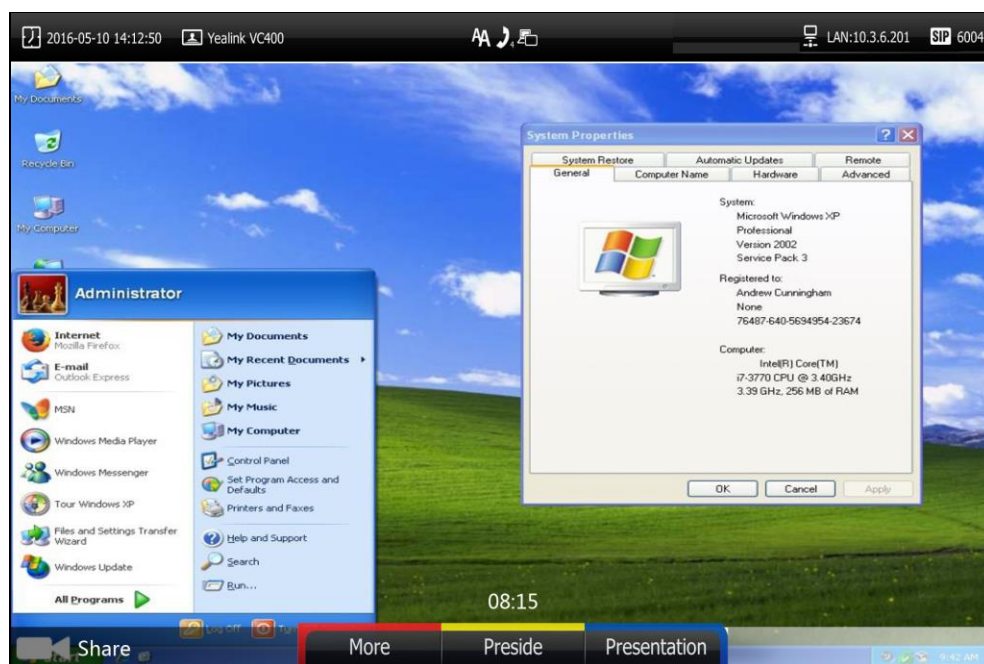 2016-05-10 14:12:50 Yealink VC400 AA 4 LAN:10.3.6.201 SIP 6004
My Documents
Recycle Bin
My Computer
System Properties
System Restore Automatic Updates Remote
General Computer Name Hardware Advanced
System:
Microsoft Windows XP
Professional
Version 2002
Service Pack 3
Registered to:
Andrew Cunningham
None
76487-640-5694954-23674
Computer:
Intel(R) Core(TM)
i7-3770 CPU @ 3.40GHz
3.39 GHz, 256 MB of RAM
OK Cancel Apply
Administrator
Internet
Mozilla Firefox
E-mail
Outlook Express
MSN
Windows Media Player
Windows Messenger
Tour Windows XP
Files and Settings Transfer
Wizard
Windows Update
All Programs
My Documents
My Recent Documents
My Pictures
My Music
My Computer
Control Panel
Set Program Access and
Defaults
Printers and Faxes
Help and Support
Search
Run...
Log Off
08:15
Share More Preside Presentation
9:42 AM